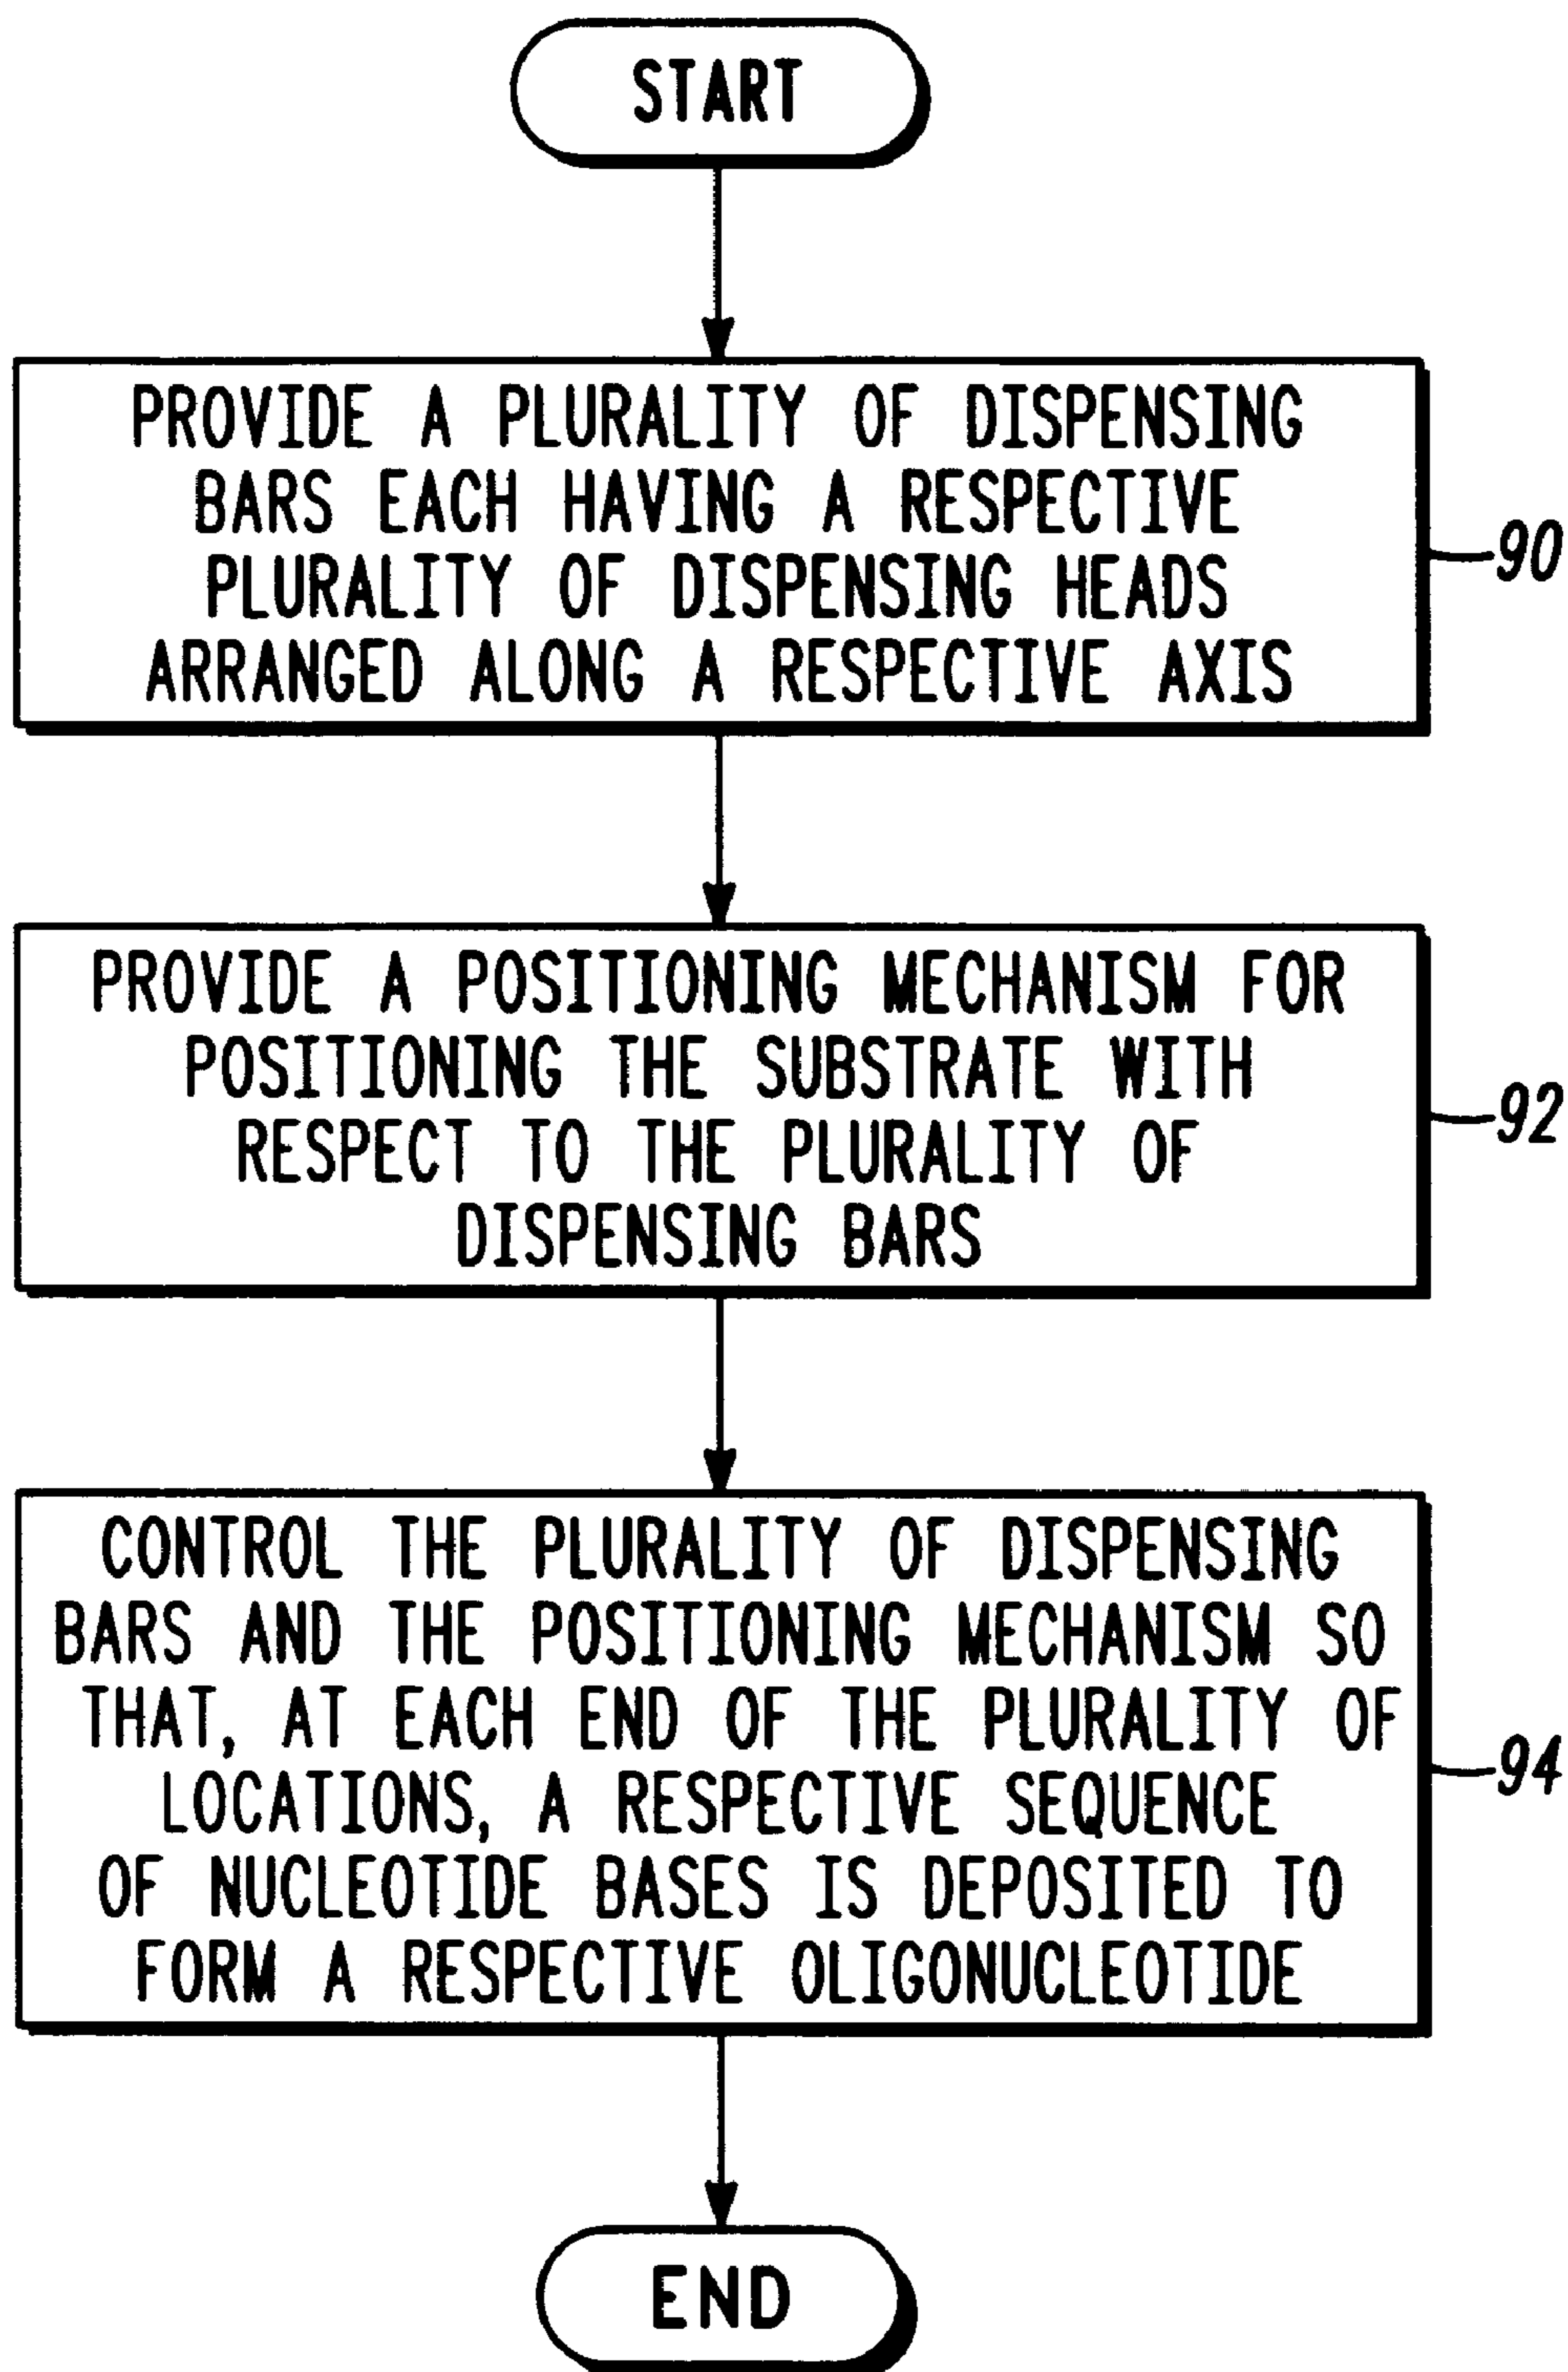 START
PROVIDE A PLURALITY OF DISPENSING
BARS EACH HAVING A RESPECTIVE
PLURALITY OF DISPENSING HEADS
ARRANGED ALONG A RESPECTIVE AXIS
90
PROVIDE A POSITIONING MECHANISM FOR
POSITIONING THE SUBSTRATE WITH
RESPECT TO THE PLURALITY OF
DISPENSING BARS
92
CONTROL THE PLURALITY OF DISPENSING
BARS AND THE POSITIONING MECHANISM SO
THAT, AT EACH END OF THE PLURALITY OF
LOCATIONS, A RESPECTIVE SEQUENCE
OF NUCLEOTIDE BASES IS DEPOSITED TO
FORM A RESPECTIVE OLIGONUCLEOTIDE
94
END